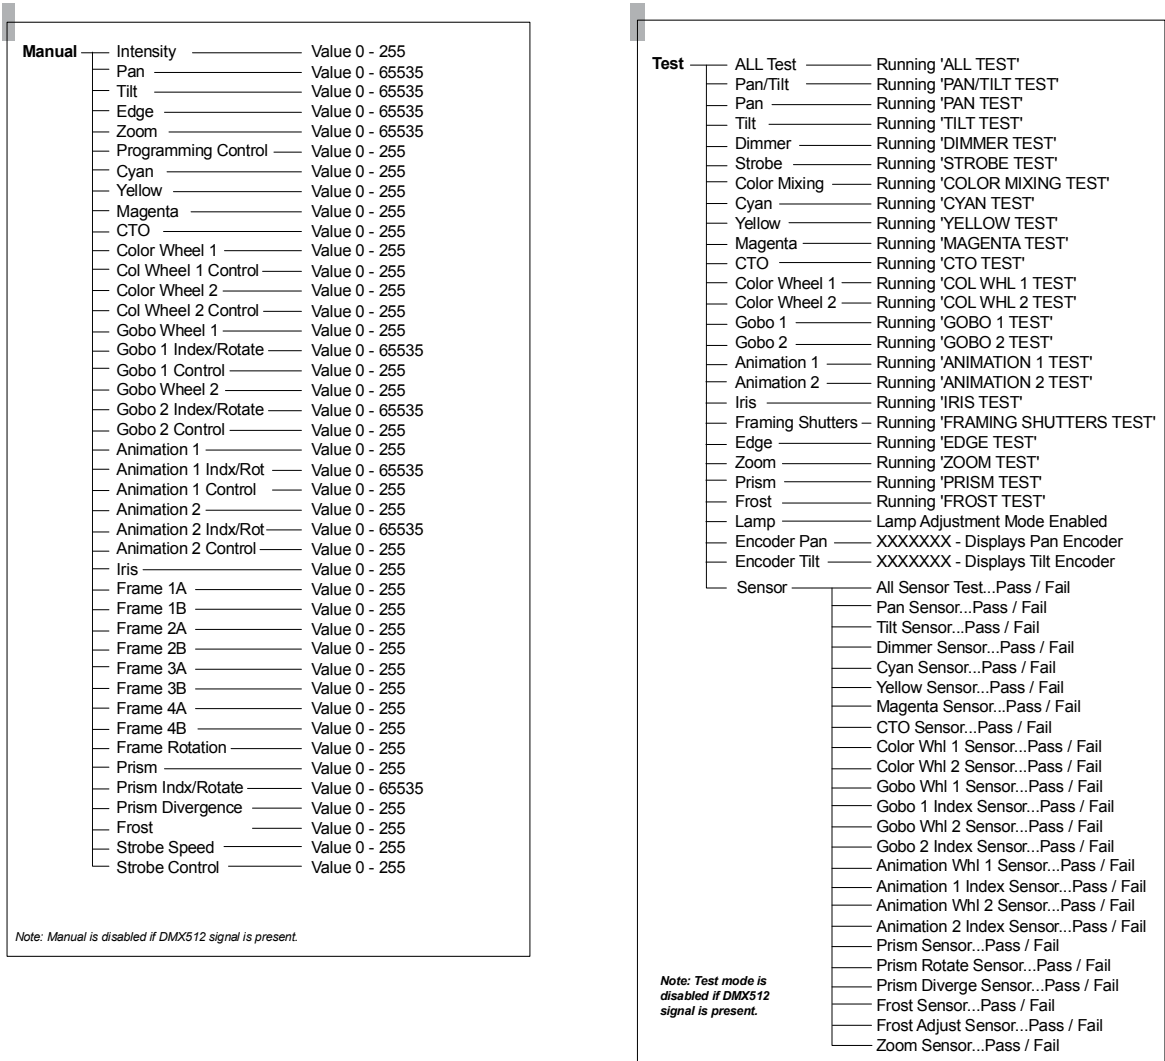 Manual Intensity Value 0 - 255
Pan Value 0 - 65535
Tilt Value 0 - 65535
Edge Value 0 - 65535
Zoom Value 0 - 65535
Programming Control Value 0 - 255
Cyan Value 0 - 255
Yellow Value 0 - 255
Magenta Value 0 - 255
CTO Value 0 - 255
Color Wheel 1 Value 0 - 255
Col Wheel 1 Control Value 0 - 255
Color Wheel 2 Value 0 - 255
Col Wheel 2 Control Value 0 - 255
Gobo Wheel 1 Value 0 - 255
Gobo 1 Index/Rotate Value 0 - 65535
Gobo 1 Control Value 0 - 255
Gobo Wheel 2 Value 0 - 255
Gobo 2 Index/Rotate Value 0 - 65535
Gobo 2 Control Value 0 - 255
Animation 1 Value 0 - 255
Animation 1 Indx/Rot Value 0 - 65535
Animation 1 Control Value 0 - 255
Animation 2 Value 0 - 255
Animation 2 Indx/Rot Value 0 - 65535
Animation 2 Control Value 0 - 255
Iris Value 0 - 255
Frame 1A Value 0 - 255
Frame 1B Value 0 - 255
Frame 2A Value 0 - 255
Frame 2B Value 0 - 255
Frame 3A Value 0 - 255
Frame 3B Value 0 - 255
Frame 4A Value 0 - 255
Frame 4B Value 0 - 255
Frame Rotation Value 0 - 255
Prism Value 0 - 255
Prism Indx/Rotate Value 0 - 65535
Prism Divergence Value 0 - 255
Frost Value 0 - 255
Strobe Speed Value 0 - 255
Strobe Control Value 0 - 255
Note: Manual is disabled if DMX512 signal is present.
Test ALL Test Running 'ALL TEST'
Pan/Tilt Running 'PAN/TILT TEST'
Pan Running 'PAN TEST'
Tilt Running 'TILT TEST'
Dimmer Running 'DIMMER TEST'
Strobe Running 'STROBE TEST'
Color Mixing Running 'COLOR MIXING TEST'
Cyan Running 'CYAN TEST'
Yellow Running 'YELLOW TEST'
Magenta Running 'MAGENTA TEST'
CTO Running 'CTO TEST'
Color Wheel 1 Running 'COL WHL 1 TEST'
Color Wheel 2 Running 'COL WHL 2 TEST'
Gobo 1 Running 'GOBO 1 TEST'
Gobo 2 Running 'GOBO 2 TEST'
Animation 1 Running 'ANIMATION 1 TEST'
Animation 2 Running 'ANIMATION 2 TEST'
Iris Running 'IRIS TEST'
Framing Shutters Running 'FRAMING SHUTTERS TEST'
Edge Running 'EDGE TEST'
Zoom Running 'ZOOM TEST'
Prism Running 'PRISM TEST'
Frost Running 'FROST TEST'
Lamp Lamp Adjustment Mode Enabled
Encoder Pan XXXXXXX - Displays Pan Encoder
Encoder Tilt XXXXXXX - Displays Tilt Encoder
Sensor All Sensor Test...Pass / Fail
Pan Sensor...Pass / Fail
Tilt Sensor...Pass / Fail
Dimmer Sensor...Pass / Fail
Cyan Sensor...Pass / Fail
Yellow Sensor...Pass / Fail
Magenta Sensor...Pass / Fail
CTO Sensor...Pass / Fail
Color Whl 1 Sensor...Pass / Fail
Color Whl 2 Sensor...Pass / Fail
Gobo Whl 1 Sensor...Pass / Fail
Gobo 1 Index Sensor...Pass / Fail
Gobo Whl 2 Sensor...Pass / Fail
Gobo 2 Index Sensor...Pass / Fail
Animation Whl 1 Sensor...Pass / Fail
Animation 1 Index Sensor...Pass / Fail
Animation Whl 2 Sensor...Pass / Fail
Animation 2 Index Sensor...Pass / Fail
Prism Sensor...Pass / Fail
Prism Rotate Sensor...Pass / Fail
Prism Diverge Sensor...Pass / Fail
Frost Sensor...Pass / Fail
Frost Adjust Sensor...Pass / Fail
Zoom Sensor...Pass / Fail
Note: Test mode is
disabled if DMX512
signal is present.